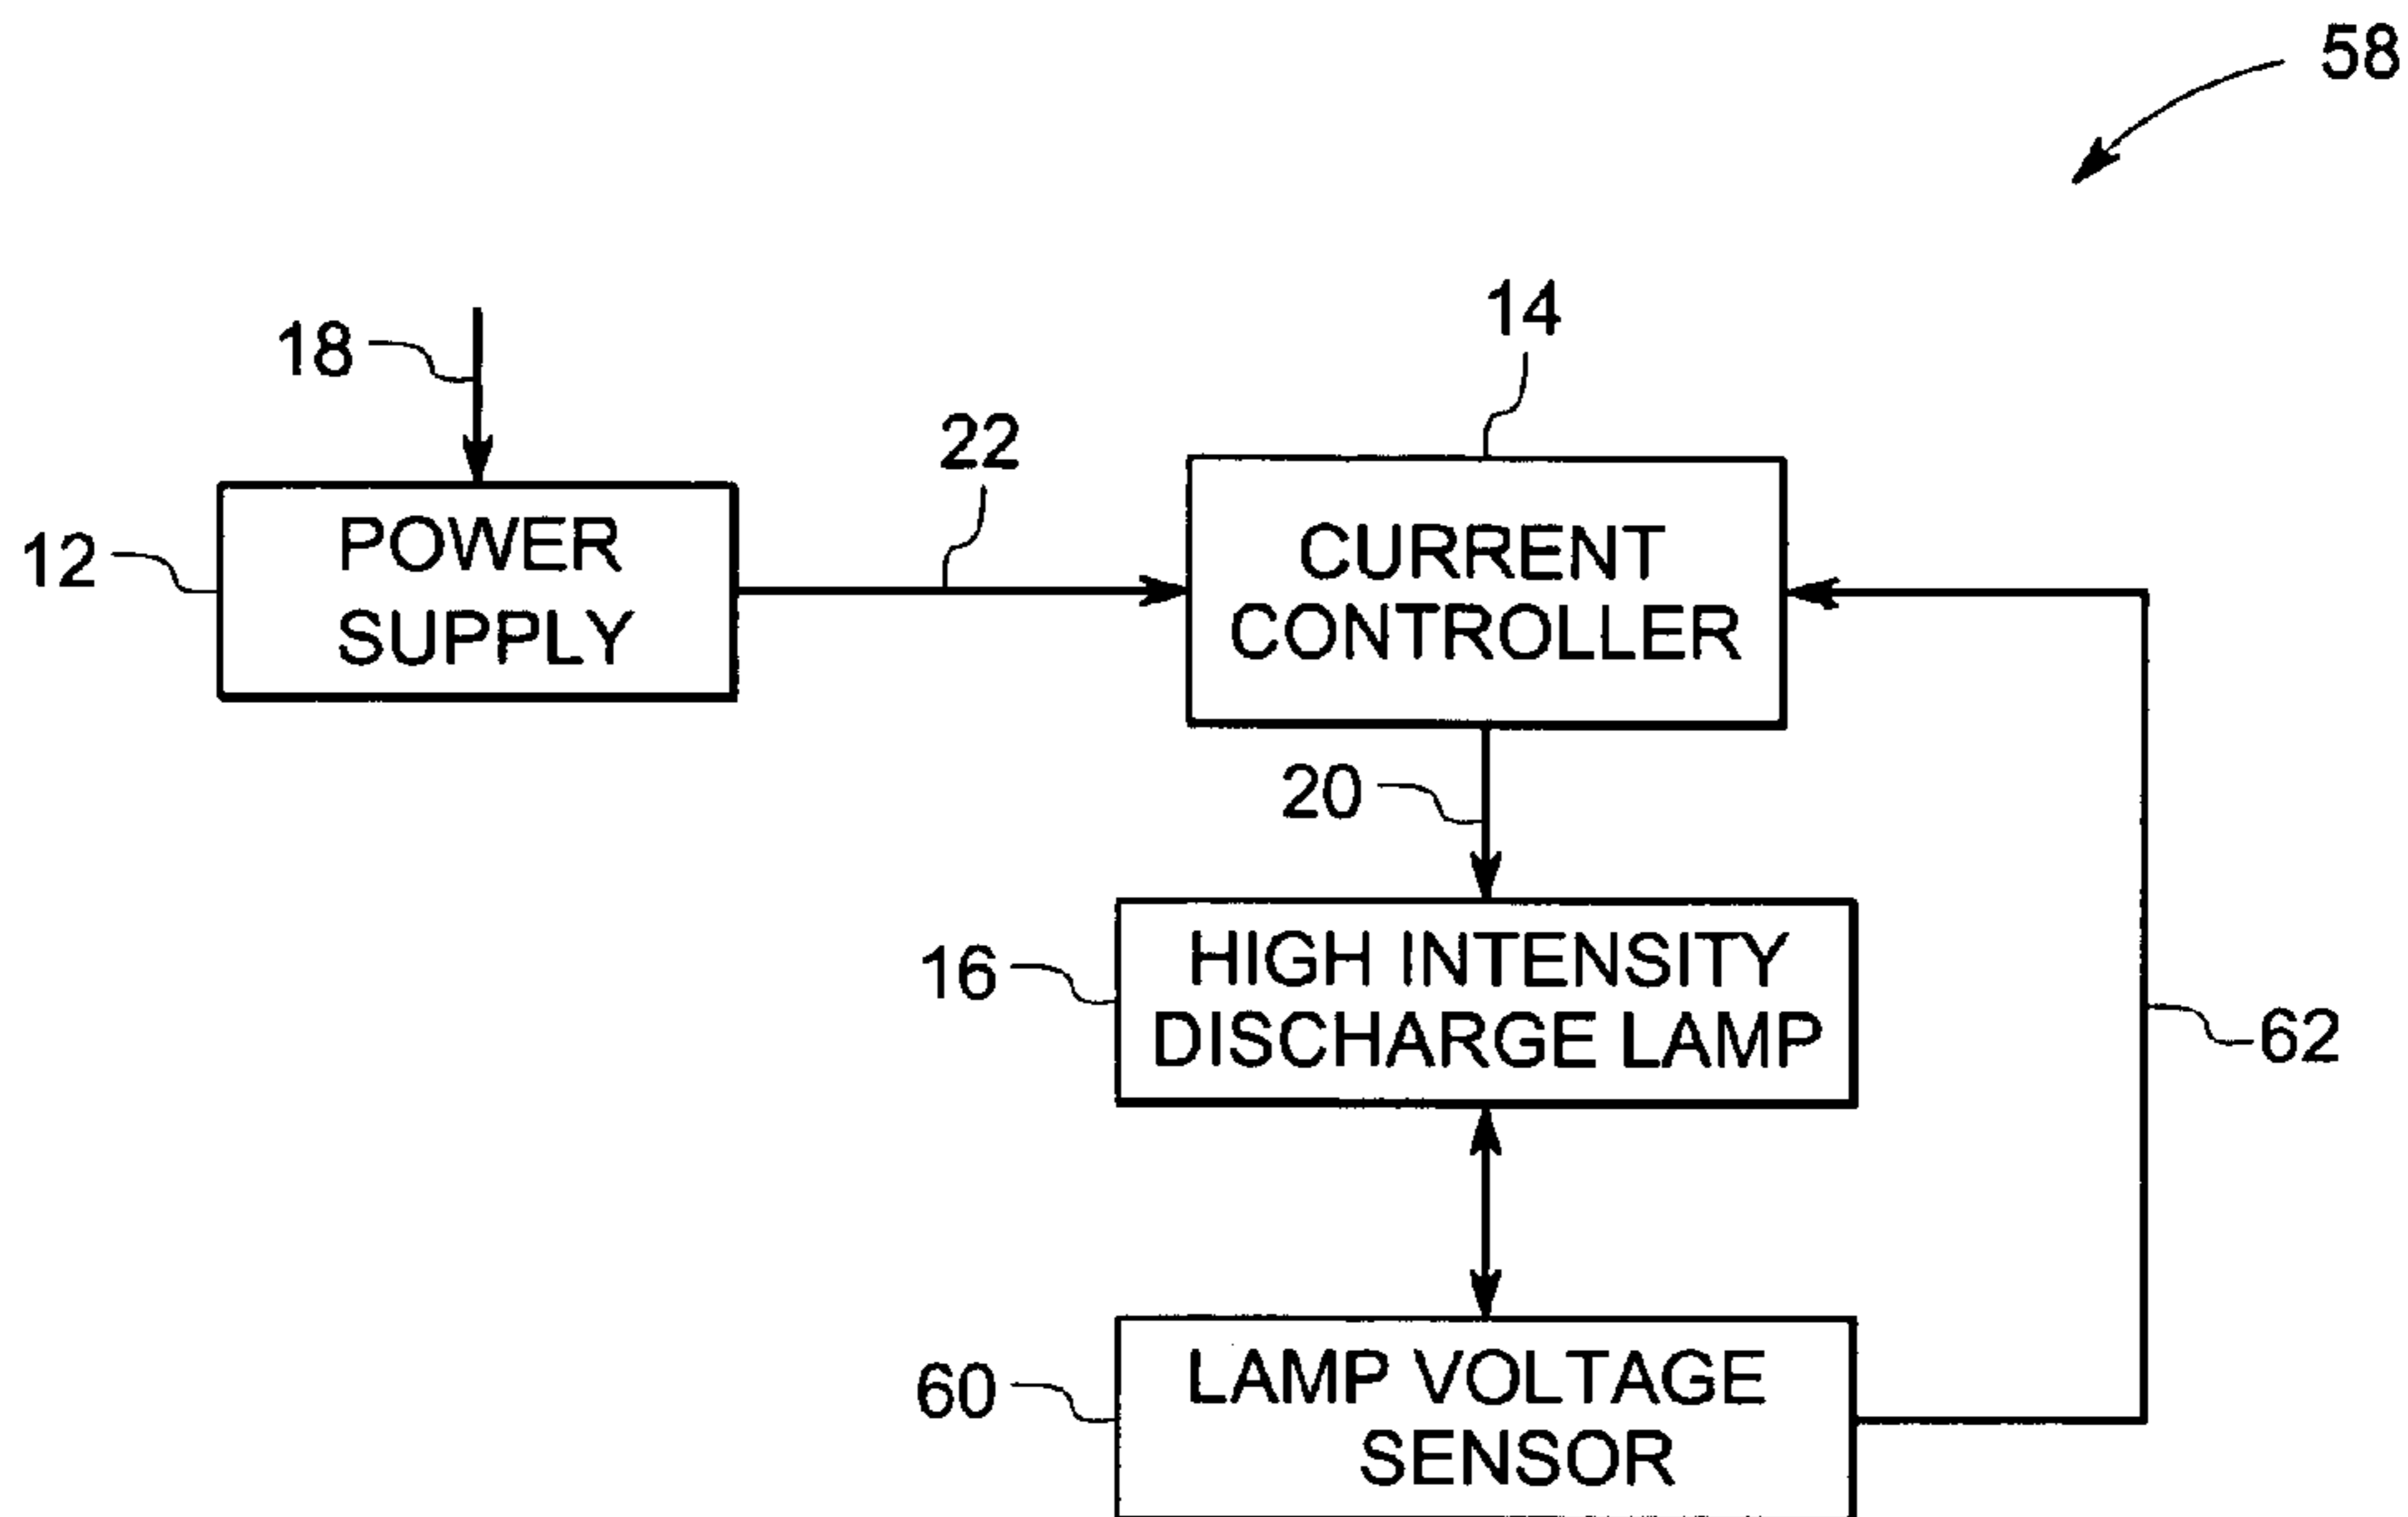 58
14
18
22
12
POWER
SUPPLY
CURRENT
CONTROLLER
20
16
HIGH INTENSITY
DISCHARGE LAMP
62
60
LAMP VOLTAGE
SENSOR